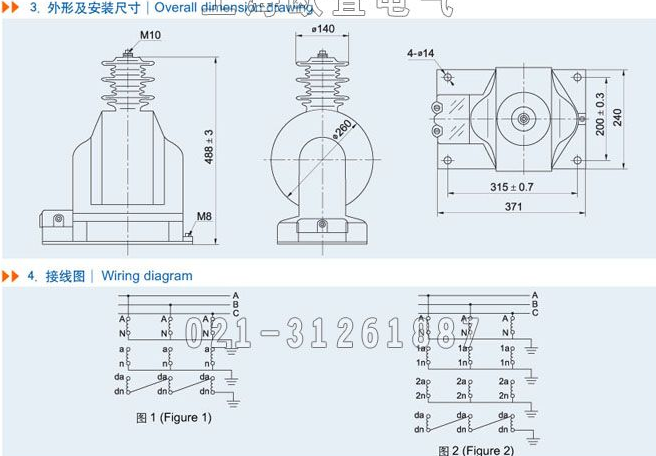 3. 外形及安装尺寸 | Overall dimension drawing
M10
488 ± 3
M8
ø140
ø260
4-ø14
200 ± 0.3
240
315 ± 0.7
371
4. 接线图 | Wiring diagram
A
B
C
A A A
N N N
a a a
n n n
da da da
dn dn dn
图 1 (Figure 1)
A
B
C
A A A
N N N
1a 1a 1a
1n 1n 1n
2a 2a 2a
2n 2n 2n
da da da
dn dn dn
图 2 (Figure 2)
021-31261887
电气